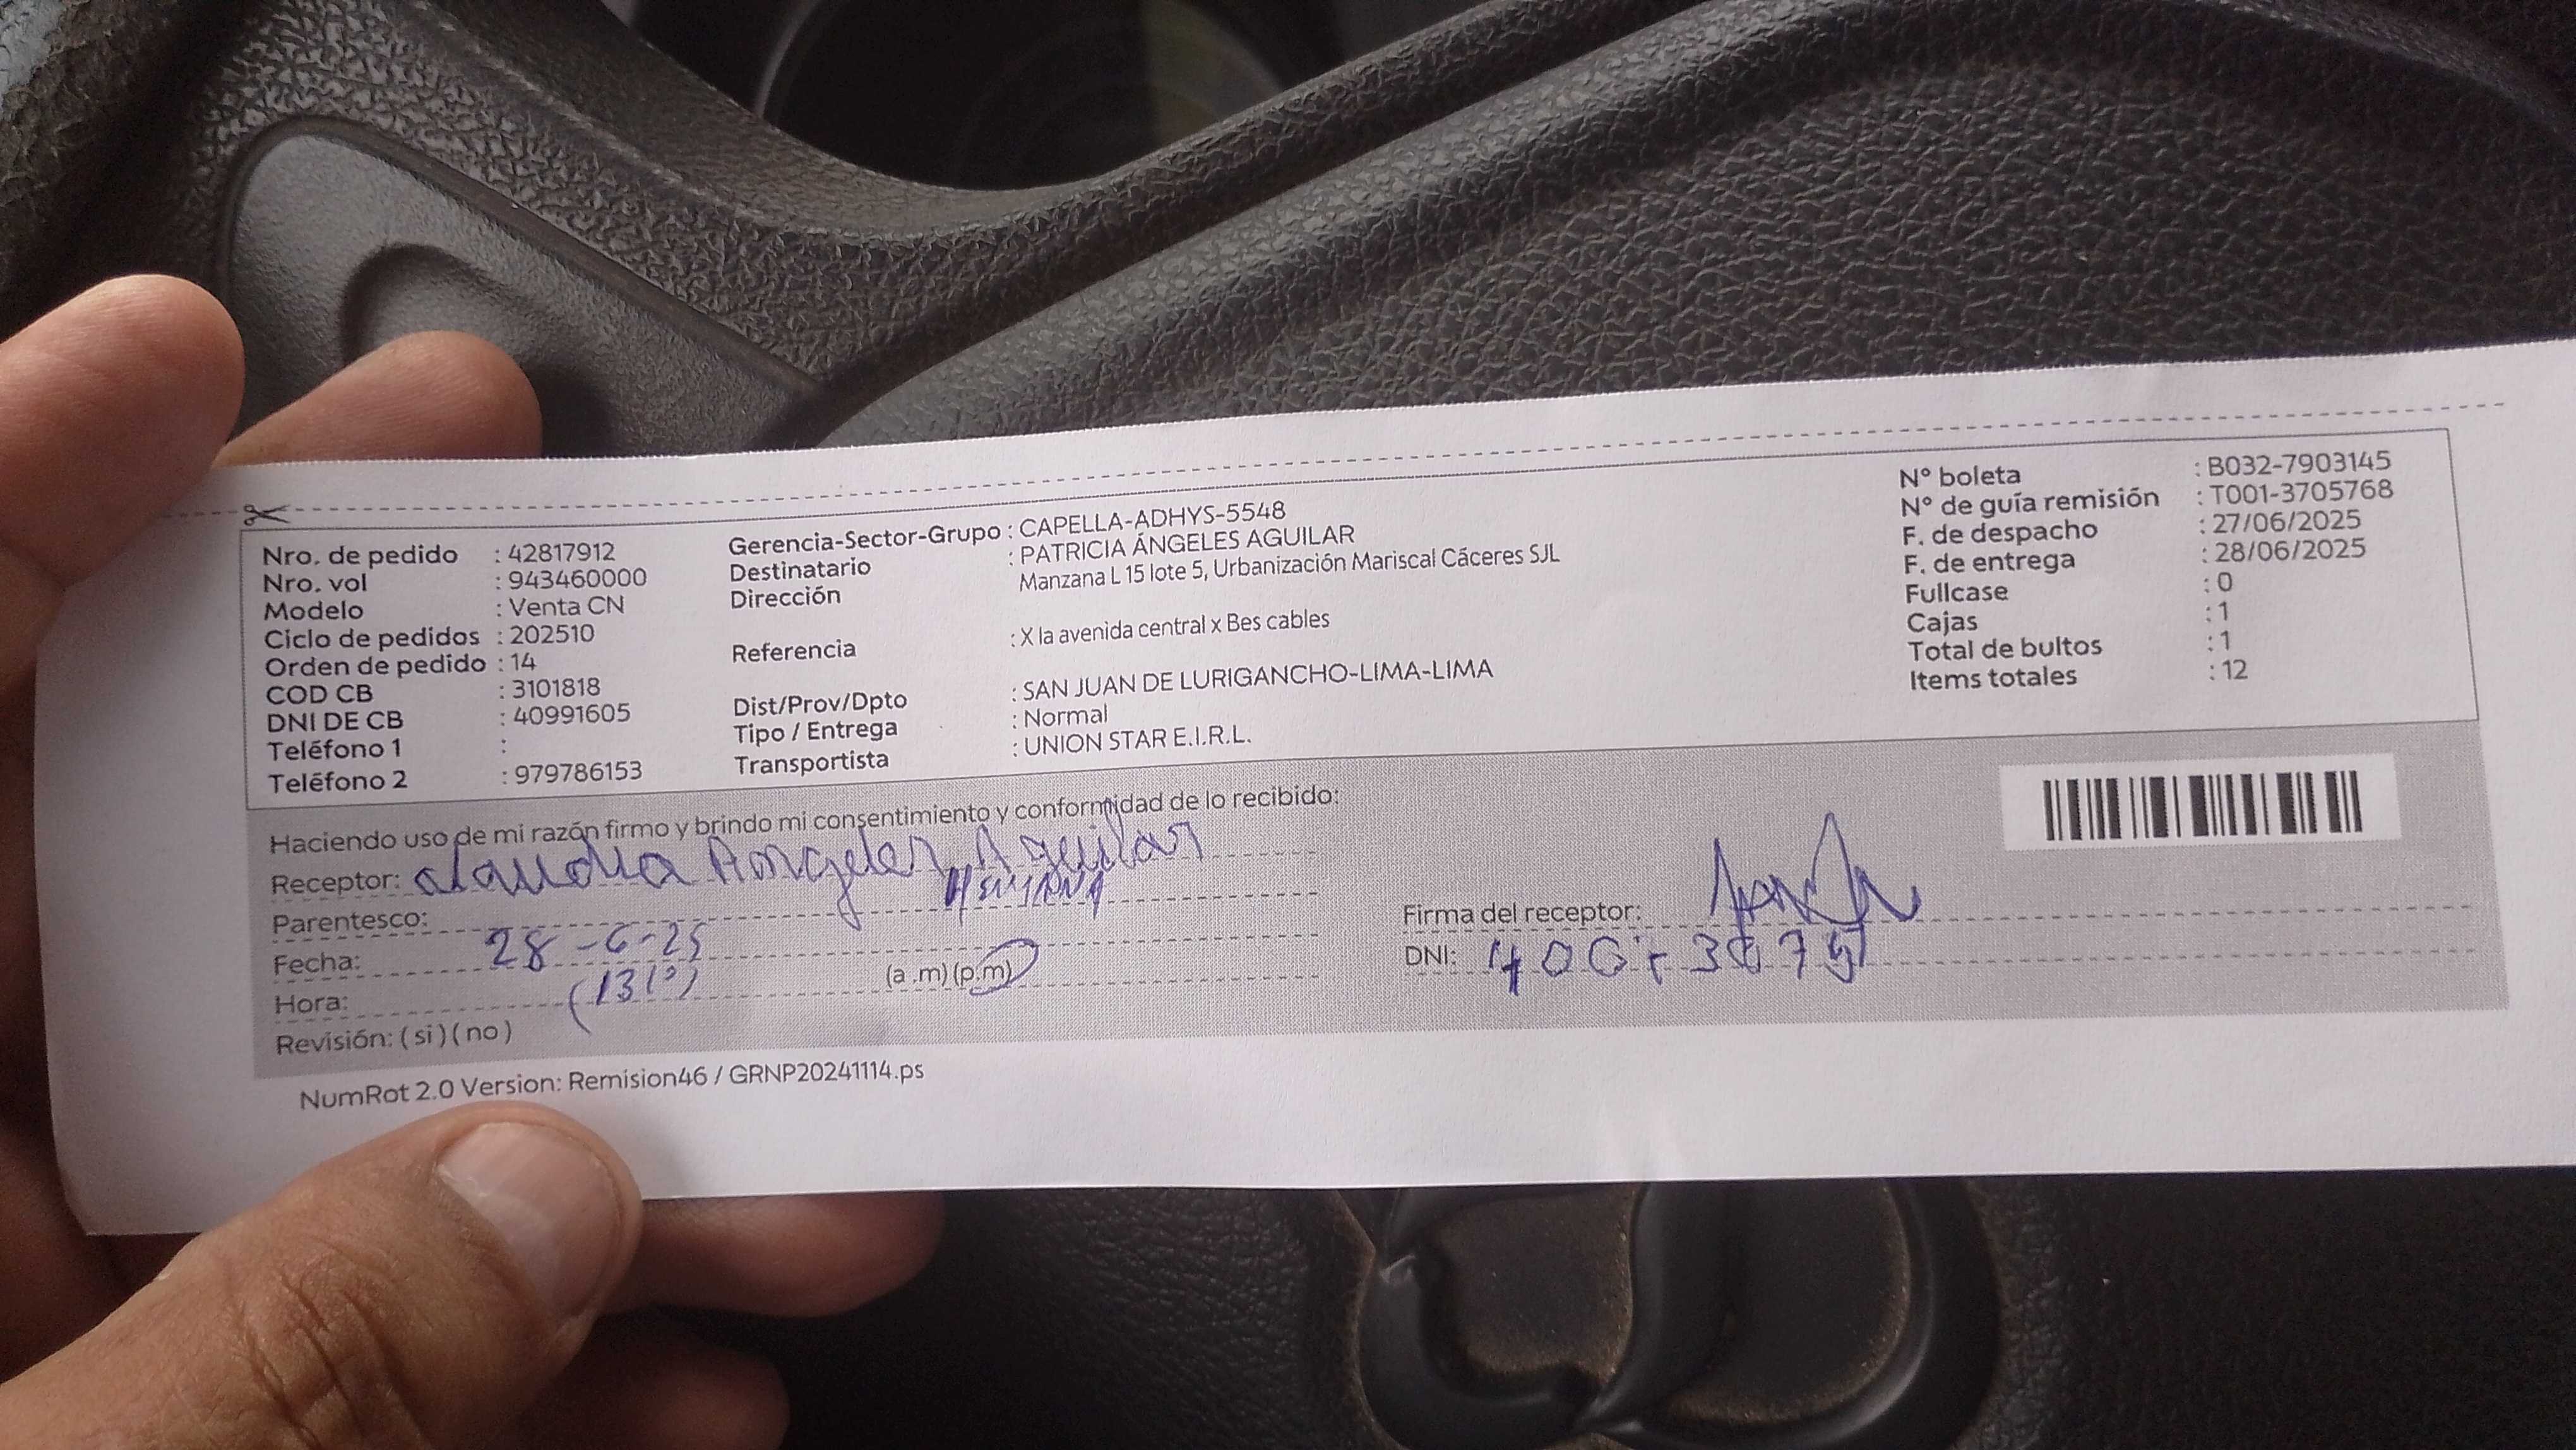 Nro. de pedido : 42817912
Nro. vol : 943460000
Modelo : Venta CN
Ciclo de pedidos : 202510
Orden de pedido : 14
COD CB : 3101818
DNI DE CB : 40991605
Teléfono 1 :
Teléfono 2 : 979786153
Gerencia-Sector-Grupo : CAPELLA-ADHYS-5548
Destinatario : PATRICIA ÁNGELES AGUILAR
Dirección Manzana L 15 lote 5, Urbanización Mariscal Cáceres SJL
Referencia : X la avenida central x Bes cables
Dist/Prov/Dpto : SAN JUAN DE LURIGANCHO-LIMA-LIMA
Tipo / Entrega : Normal
Transportista : UNION STAR E.I.R.L.
N° boleta : B032-7903145
N° de guía remisión : T001-3705768
F. de despacho : 27/06/2025
F. de entrega : 28/06/2025
Fullcase : 0
Cajas : 1
Total de bultos : 1
Items totales : 12
Haciendo uso de mi razón firmo y brindo mi consentimiento y conformidad de lo recibido:
Receptor: claudia Angeles Aguilar
Parentesco:
Fecha: 28-6-25
Hora: (a .m) (p.m)
Revisión: ( si ) ( no )
Firma del receptor:
DNI:
NumRot 2.0 Version: Remision46 / GRNP20241114.ps